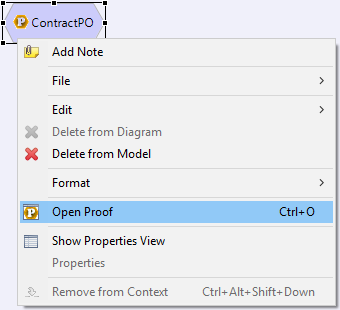 ContractPO
Add Note
File
Edit
Delete from Diagram
Delete from Model
Format
Open Proof Ctrl+O
Show Properties View
Properties
Remove from Context Ctrl+Alt+Shift+Down